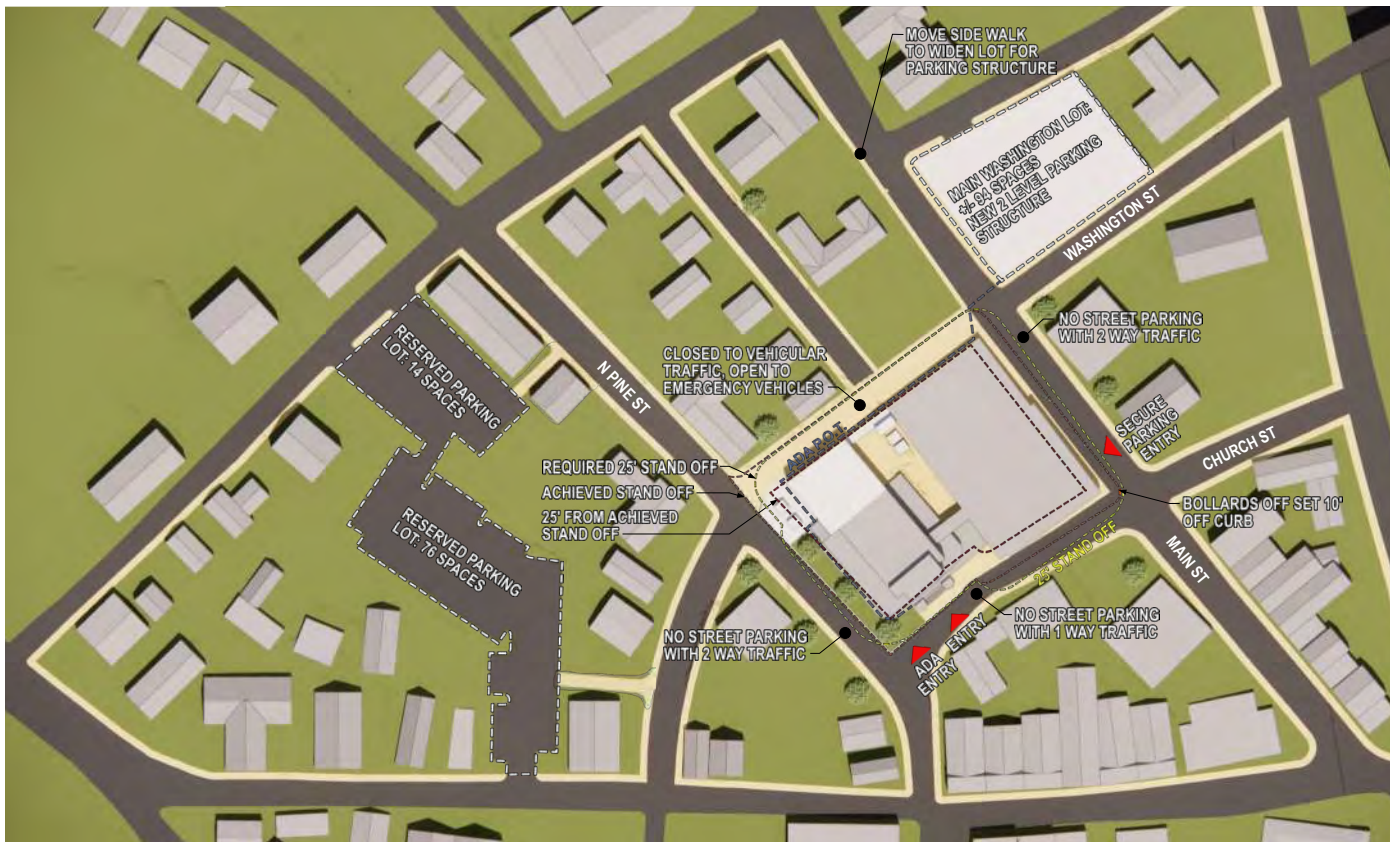 MOVE SIDE WALK
TO WIDEN LOT FOR
PARKING STRUCTURE
MAIN WASHINGTON LOT:
+/- 94 SPACES
NEW 2 LEVEL PARKING
STRUCTURE
WASHINGTON ST
NO STREET PARKING
WITH 2 WAY TRAFFIC
RESERVED PARKING
LOT: 14 SPACES
N PINE ST
CLOSED TO VEHICULAR
TRAFFIC, OPEN TO
EMERGENCY VEHICLES
SECURE
PARKING
ENTRY
CHURCH ST
ADA P.O.T.
REQUIRED 25' STAND OFF
ACHIEVED STAND OFF
25' FROM ACHIEVED
STAND OFF
BOLLARDS OFF SET 10'
OFF CURB
RESERVED PARKING
LOT: 76 SPACES
25' STAND OFF
MAIN ST
NO STREET PARKING
WITH 1 WAY TRAFFIC
NO STREET PARKING
WITH 2 WAY TRAFFIC
ENTRY
ADA
ENTRY